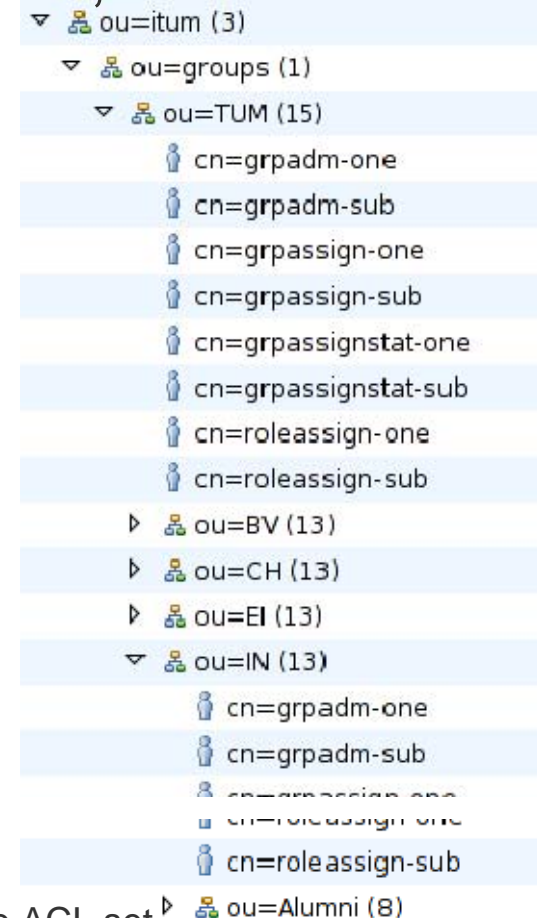 ou=itum (3)
ou=groups (1)
ou=TUM (15)
cn=grpadm-one
cn=grpadm-sub
cn=grpassign-one
cn=grpassign-sub
cn=grpassignstat-one
cn=grpassignstat-sub
cn=roleassign-one
cn=roleassign-sub
ou=BV (13)
ou=CH (13)
ou=EI (13)
ou=IN (13)
cn=grpadm-one
cn=grpadm-sub
cn=roleassign-sub
ACL set ou=Alumni (8)